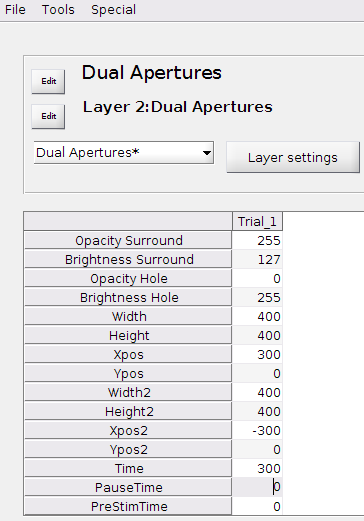 File Tools Special
Edit Dual Apertures
Edit Layer 2:Dual Apertures
Dual Apertures* Layer settings
Trial_1
Opacity Surround 255
Brightness Surround 127
Opacity Hole 0
Brightness Hole 255
Width 400
Height 400
Xpos 300
Ypos 0
Width2 400
Height2 400
Xpos2 -300
Ypos2 0
Time 300
PauseTime 0
PreStimTime 0